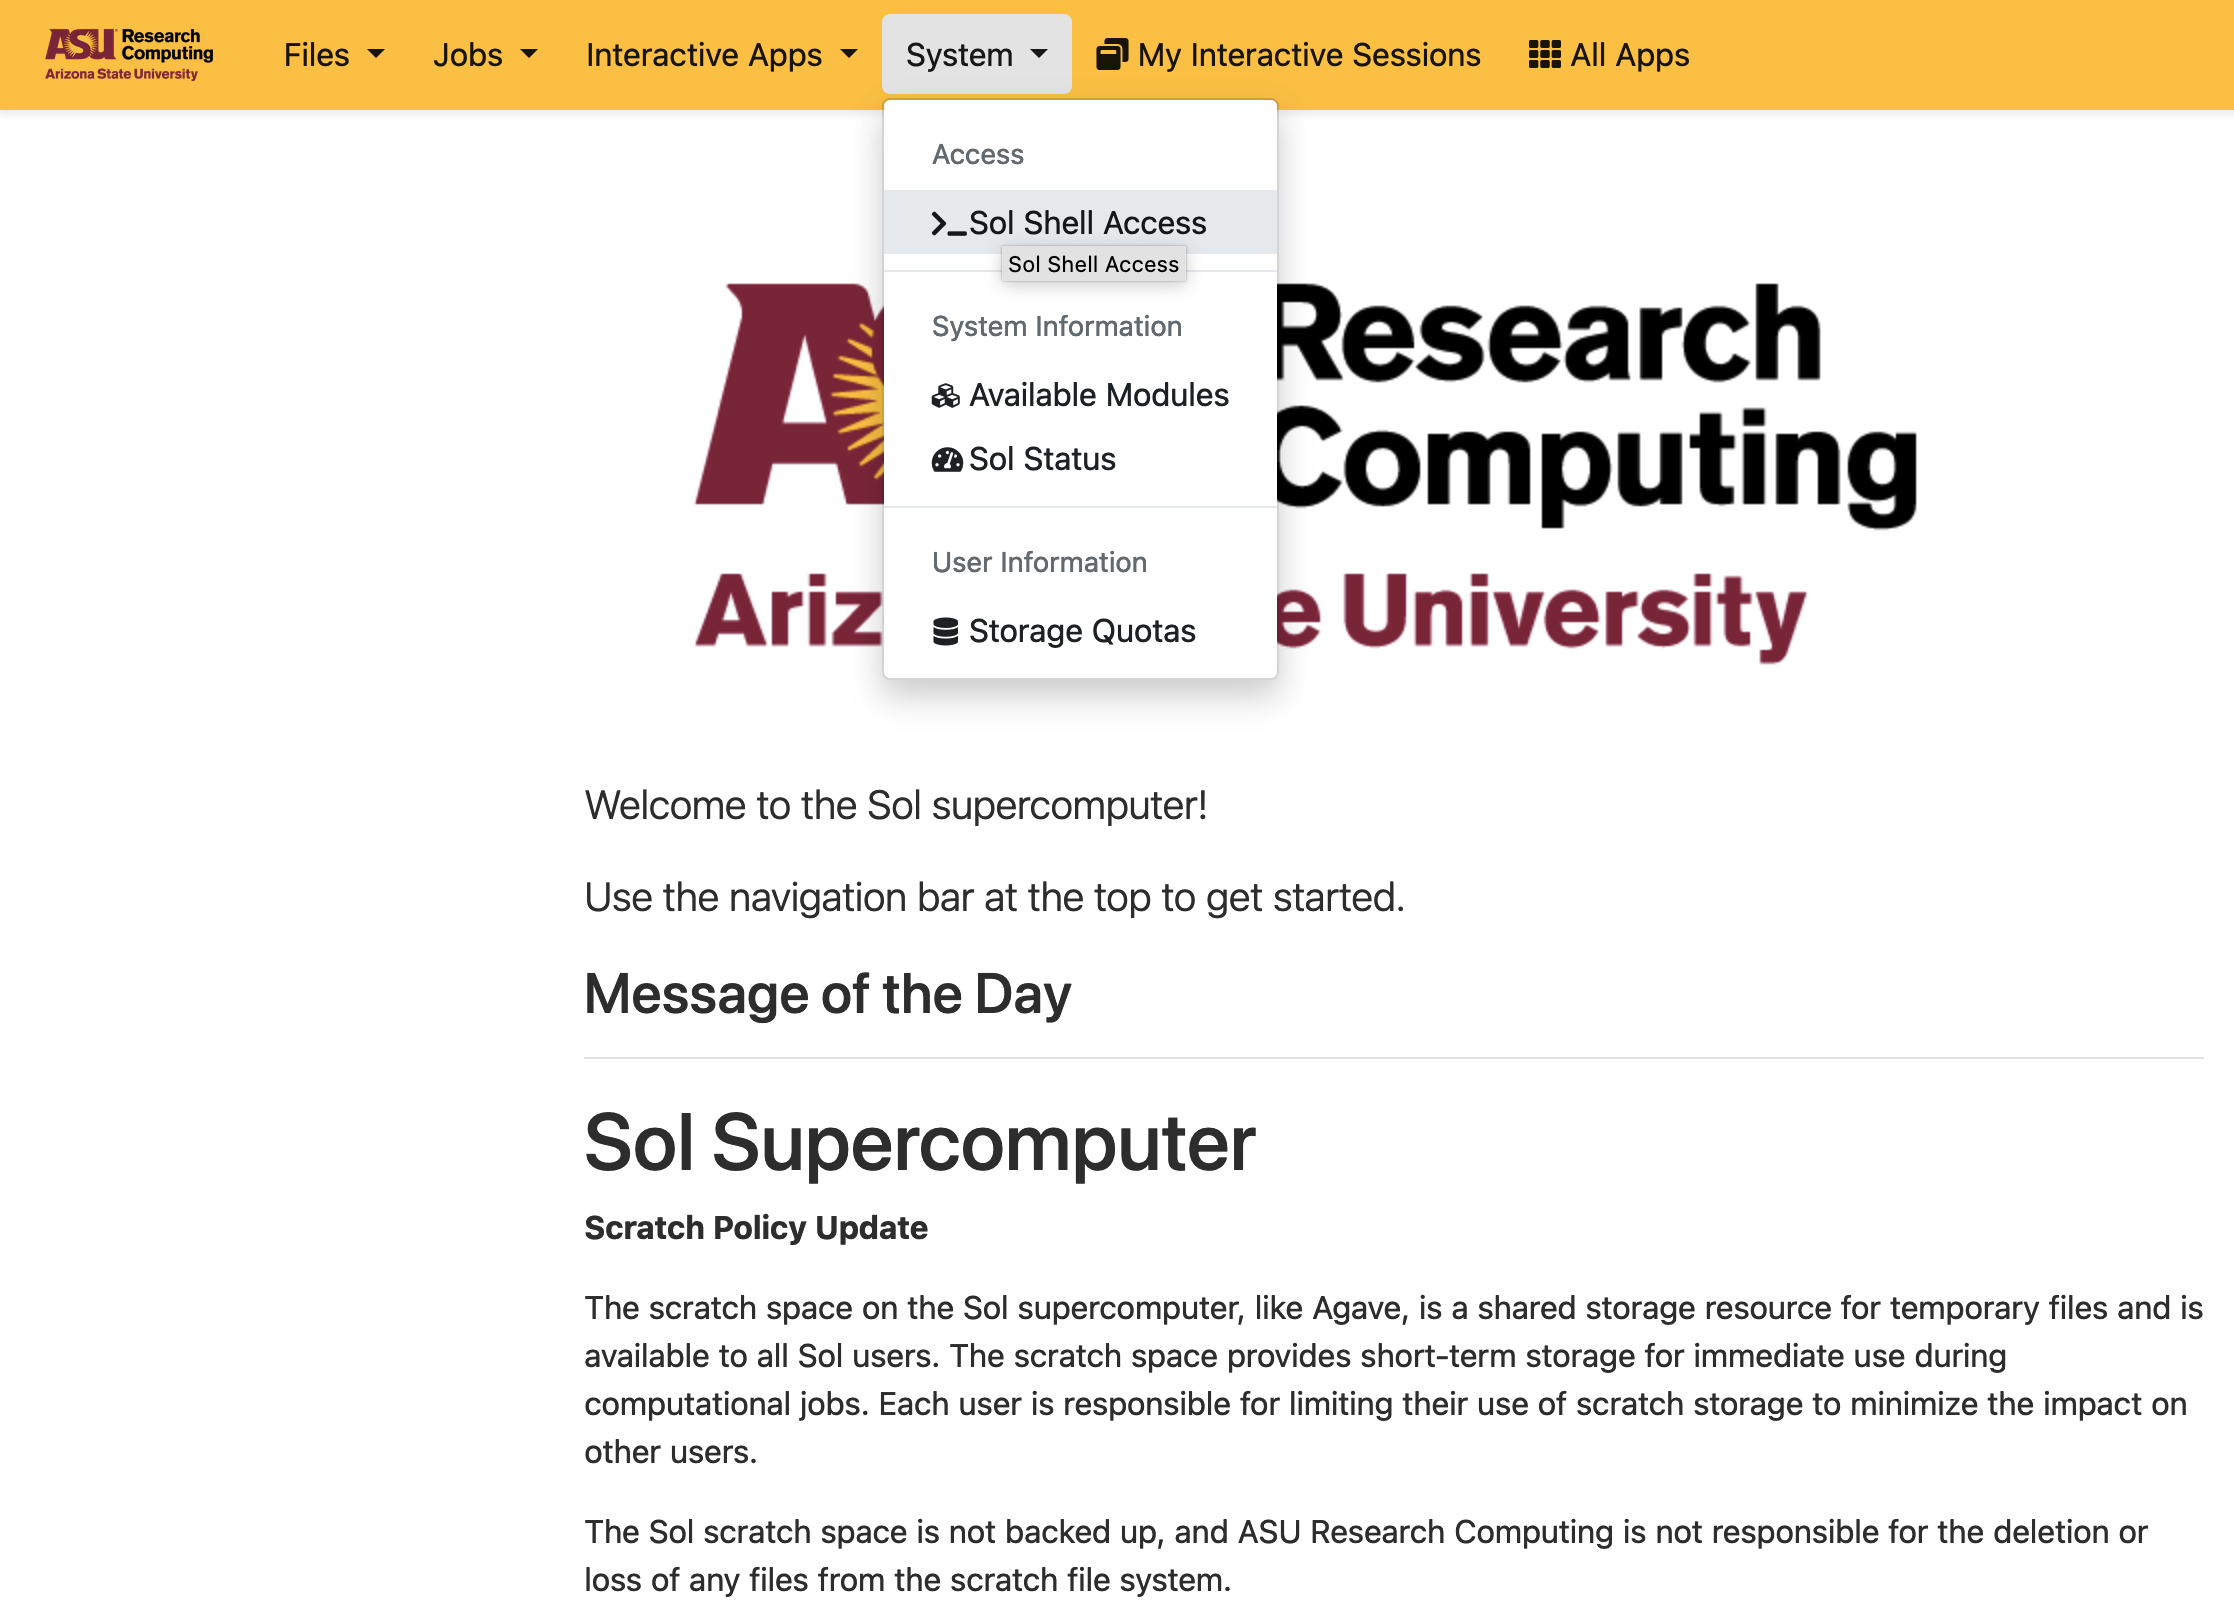 ASU Research
Computing
Arizona State University
Files Jobs Interactive Apps System My Interactive Sessions All Apps
Access
Sol Shell Access
Sol Shell Access
System Information
Available Modules
Sol Status
User Information
Storage Quotas
Research
Computing
University
Welcome to the Sol supercomputer!
Use the navigation bar at the top to get started.
Message of the Day
Sol Supercomputer
Scratch Policy Update
The scratch space on the Sol supercomputer, like Agave, is a shared storage resource for temporary files and is
available to all Sol users. The scratch space provides short-term storage for immediate use during
computational jobs. Each user is responsible for limiting their use of scratch storage to minimize the impact on
other users.
The Sol scratch space is not backed up, and ASU Research Computing is not responsible for the deletion or
loss of any files from the scratch file system.